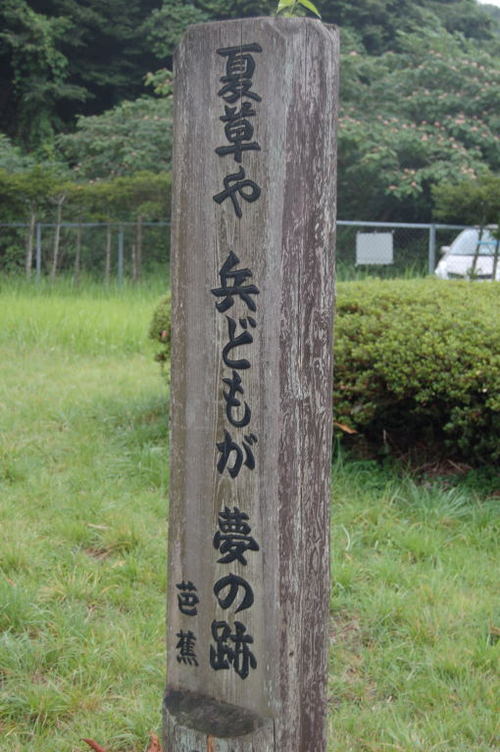 夏草や 兵どもが 夢の跡
芭蕉